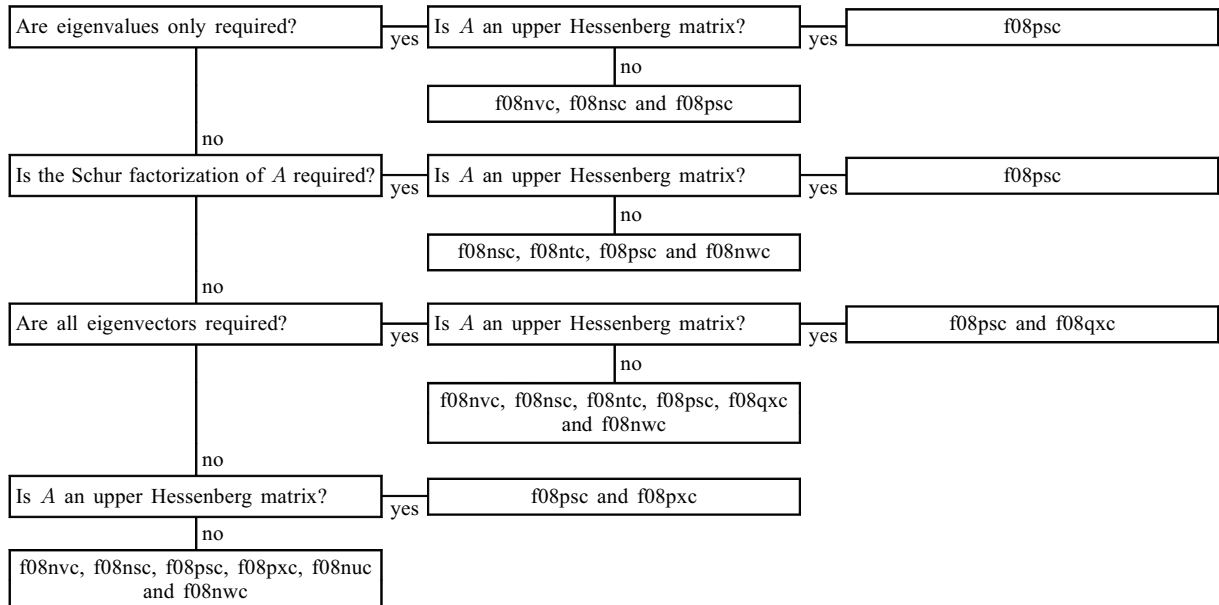 Are eigenvalues only required?
yes
Is A an upper Hessenberg matrix?
yes
f08psc
no
f08nvc, f08nsc and f08psc
no
Is the Schur factorization of A required?
yes
Is A an upper Hessenberg matrix?
yes
f08psc
no
f08nsc, f08ntc, f08psc and f08nwc
no
Are all eigenvectors required?
yes
Is A an upper Hessenberg matrix?
yes
f08psc and f08qxc
no
f08nvc, f08nsc, f08ntc, f08psc, f08qxc
and f08nwc
no
Is A an upper Hessenberg matrix?
yes
f08psc and f08pxc
no
f08nvc, f08nsc, f08psc, f08pxc, f08nuc
and f08nwc